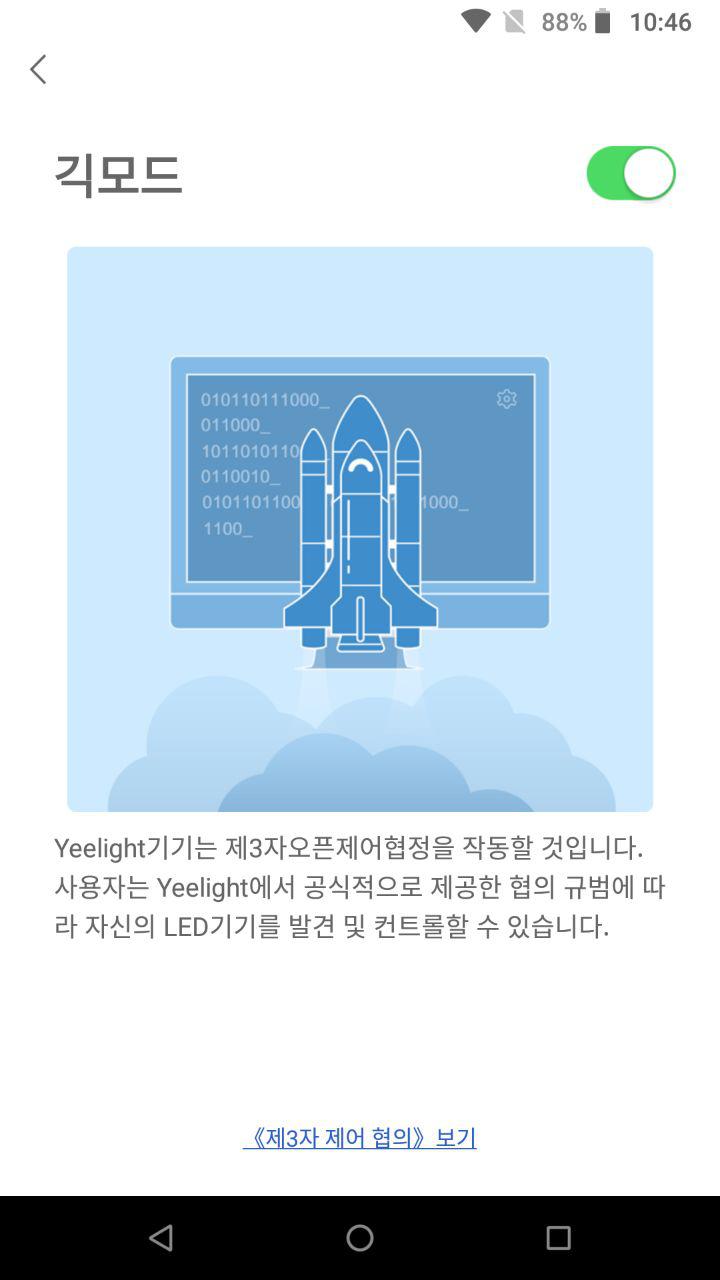 88% 10:46
긱모드
010110111000_
011000_
1011010110
0110010_
0101101100 1000_
1100_
Yeelight기기는 제3자오픈제어협정을 작동할 것입니다.
사용자는 Yeelight에서 공식적으로 제공한 협의 규범에 따
라 자신의 LED기기를 발견 및 컨트롤할 수 있습니다.
《제3자 제어 협의》 보기